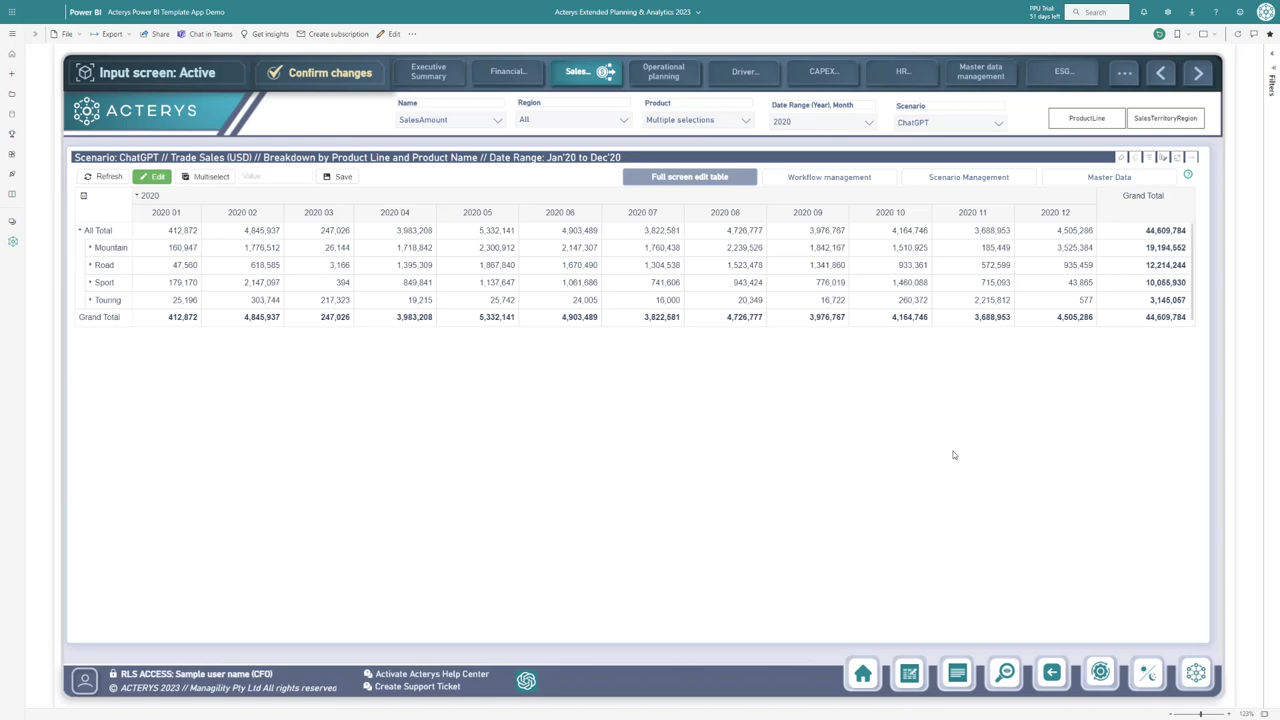 Power BI Acterys Power BI Template App Demo Acterys Extended Planning & Analytics 2023 PPU Trial 51 days left Search
File Export Share Chat in Teams Get insights Create subscription Edit ···
Input screen: Active Confirm changes Executive Summary Financial... Sales... Operational planning Driver... CAPEX... HR... Master data management ESG... ...
ACTERYS
Name Region Product Date Range (Year), Month Scenario
SalesAmount All Multiple selections 2020 ChatGPT ProductLine SalesTerritoryRegion
Filters
Scenario: ChatGPT // Trade Sales (USD) // Breakdown by Product Line and Product Name // Date Range: Jan'20 to Dec'20
Refresh Edit Multiselect Value Save Full screen edit table Workflow management Scenario Management Master Data ?
2020 Grand Total
2020 01 2020 02 2020 03 2020 04 2020 05 2020 06 2020 07 2020 08 2020 09 2020 10 2020 11 2020 12
All Total 412,872 4,845,937 247,026 3,983,208 5,332,141 4,903,489 3,822,581 4,726,777 3,976,767 4,164,746 3,688,953 4,505,286 44,609,784
Mountain 160,947 1,776,512 26,144 1,718,842 2,300,912 2,147,307 1,760,438 2,239,526 1,842,167 1,510,925 185,449 3,525,384 19,194,552
Road 47,560 618,585 3,166 1,395,309 1,867,840 1,670,490 1,304,538 1,523,478 1,341,860 933,361 572,599 935,459 12,214,244
Sport 179,170 2,147,097 394 849,841 1,137,647 1,061,686 741,606 943,424 776,019 1,460,088 715,093 43,865 10,055,930
Touring 25,196 303,744 217,323 19,215 25,742 24,005 16,000 20,349 16,722 260,372 2,215,812 577 3,145,057
Grand Total 412,872 4,845,937 247,026 3,983,208 5,332,141 4,903,489 3,822,581 4,726,777 3,976,767 4,164,746 3,688,953 4,505,286 44,609,784
RLS ACCESS: Sample user name (CFO) Activate Acterys Help Center
© ACTERYS 2023 // Managility Pty Ltd All rights reserved Create Support Ticket
- + 123%